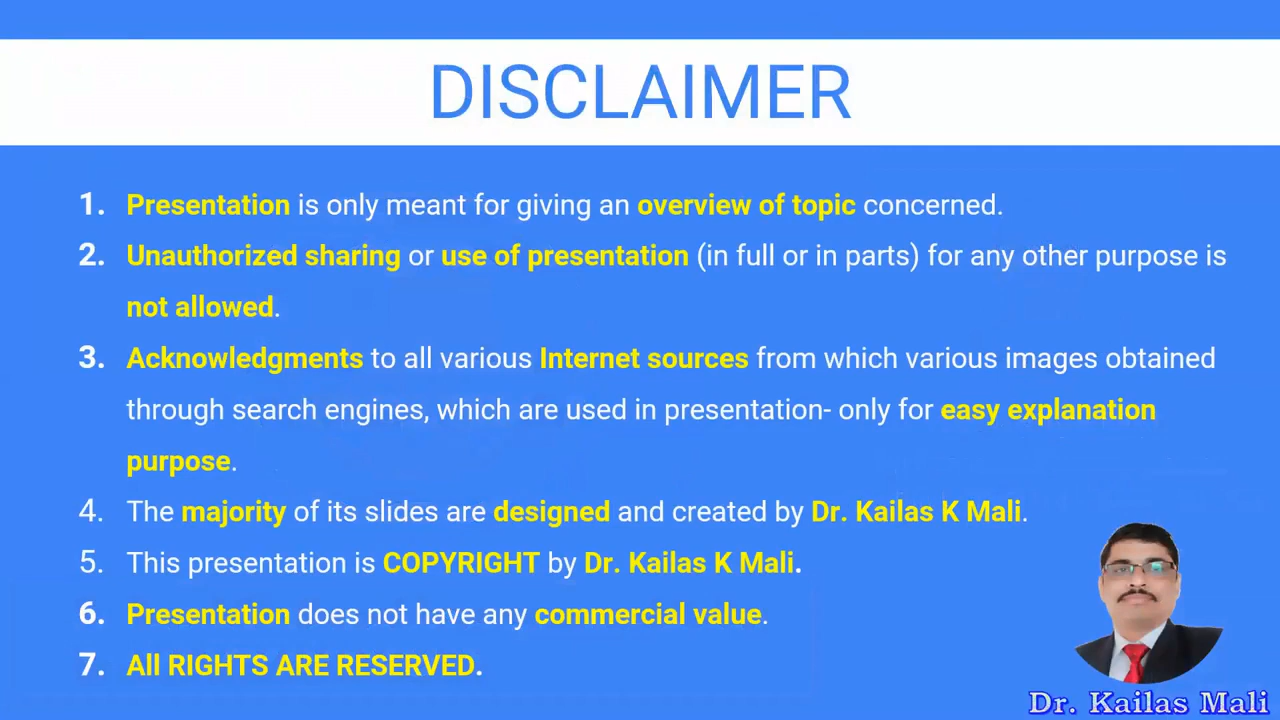 DISCLAIMER
1. Presentation is only meant for giving an overview of topic concerned.
2. Unauthorized sharing or use of presentation (in full or in parts) for any other purpose is
not allowed.
3. Acknowledgments to all various Internet sources from which various images obtained
through search engines, which are used in presentation- only for easy explanation
purpose.
4. The majority of its slides are designed and created by Dr. Kailas K Mali.
5. This presentation is COPYRIGHT by Dr. Kailas K Mali.
6. Presentation does not have any commercial value.
7. All RIGHTS ARE RESERVED.
Dr. Kailas Mali